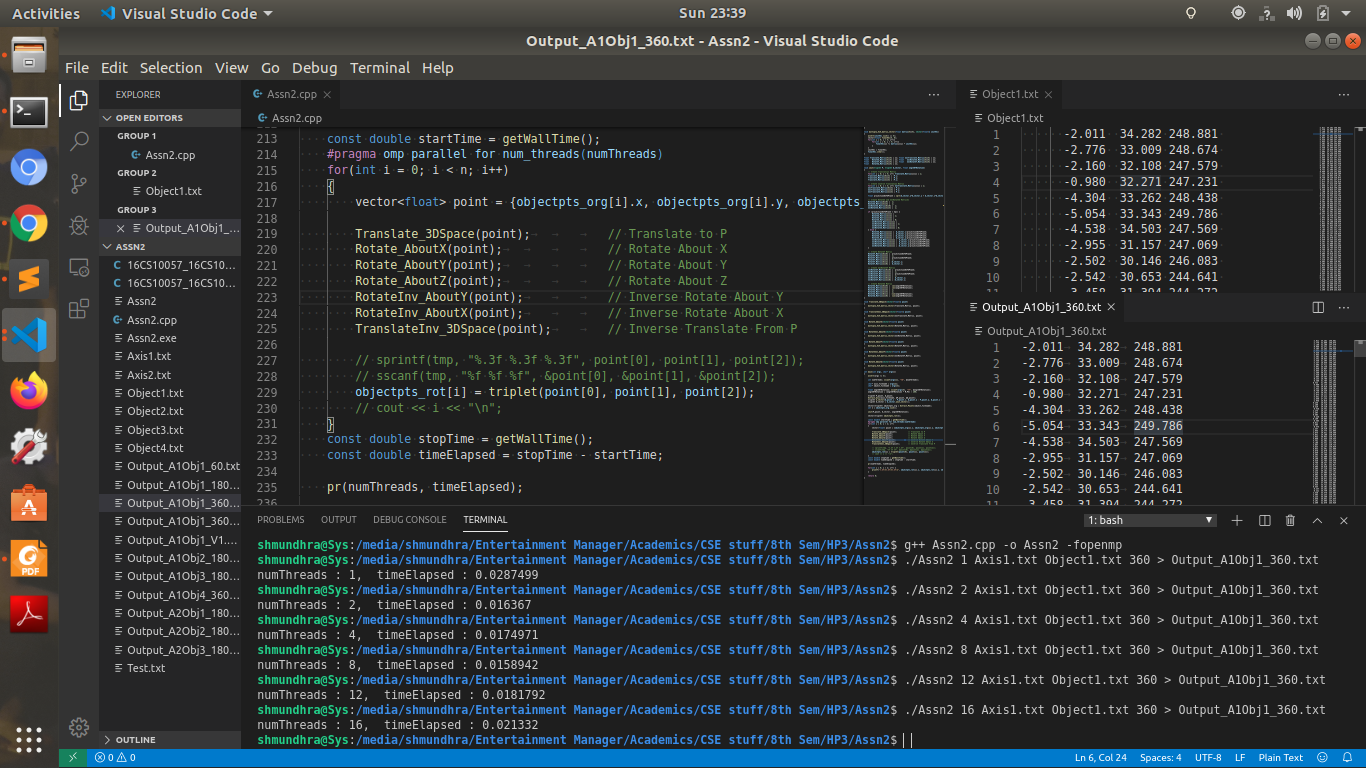 Activities
Visual Studio Code
Sun 23:39
Output_A1Obj1_360.txt - Assn2 - Visual Studio Code
File Edit Selection View Go Debug Terminal Help
EXPLORER
OPEN EDITORS
GROUP 1
Assn2.cpp
GROUP 2
Object1.txt
GROUP 3
Output_A1Obj1_...
ASSN2
16CS10057_16CS10...
16CS10057_16CS10...
Assn2
Assn2.cpp
Assn2.exe
Axis1.txt
Axis2.txt
Object1.txt
Object2.txt
Object3.txt
Object4.txt
Output_A1Obj1_60.txt
Output_A1Obj1_180...
Output_A1Obj1_360...
Output_A1Obj1_360...
Output_A1Obj1_V1....
Output_A1Obj2_180...
Output_A1Obj3_180...
Output_A1Obj4_360...
Output_A2Obj1_180...
Output_A2Obj2_180...
Output_A2Obj3_180...
Test.txt
OUTLINE
Assn2.cpp
Assn2.cpp
213 const double startTime = getWallTime();
214 #pragma omp parallel for num_threads(numThreads)
215 for(int i = 0; i < n; i++)
216 {
217 vector<float> point = {objectpts_org[i].x, objectpts_org[i].y, objectpts_
218
219 Translate_3DSpace(point); // Translate to P
220 Rotate_AboutX(point); // Rotate About X
221 Rotate_AboutY(point); // Rotate About Y
222 Rotate_AboutZ(point); // Rotate About Z
223 RotateInv_AboutY(point); // Inverse Rotate About Y
224 RotateInv_AboutX(point); // Inverse Rotate About X
225 TranslateInv_3DSpace(point); // Inverse Translate From P
226
227 // sprintf(tmp, "%.3f %.3f %.3f", point[0], point[1], point[2]);
228 // sscanf(tmp, "%f %f %f", &point[0], &point[1], &point[2]);
229 objectpts_rot[i] = triplet(point[0], point[1], point[2]);
230 // cout << i << "\n";
231 }
232 const double stopTime = getWallTime();
233 const double timeElapsed = stopTime - startTime;
234
235 pr(numThreads, timeElapsed);
236
Object1.txt
Object1.txt
1 -2.011 34.282 248.881
2 -2.776 33.009 248.674
3 -2.160 32.108 247.579
4 -0.980 32.271 247.231
5 -4.304 33.262 248.438
6 -5.054 33.343 249.786
7 -4.538 34.503 247.569
8 -2.955 31.157 247.069
9 -2.502 30.146 246.083
10 -2.542 30.653 244.641
11 -3.458 31.394 244.272
Output_A1Obj1_360.txt
Output_A1Obj1_360.txt
1 -2.011 34.282 248.881
2 -2.776 33.009 248.674
3 -2.160 32.108 247.579
4 -0.980 32.271 247.231
5 -4.304 33.262 248.438
6 -5.054 33.343 249.786
7 -4.538 34.503 247.569
8 -2.955 31.157 247.069
9 -2.502 30.146 246.083
10 -2.542 30.653 244.641
11 -3.458 31.394 244.272
PROBLEMS OUTPUT DEBUG CONSOLE TERMINAL
1: bash
shmundhra@Sys:/media/shmundhra/Entertainment Manager/Academics/CSE stuff/8th Sem/HP3/Assn2$ g++ Assn2.cpp -o Assn2 -fopenmp
shmundhra@Sys:/media/shmundhra/Entertainment Manager/Academics/CSE stuff/8th Sem/HP3/Assn2$ ./Assn2 1 Axis1.txt Object1.txt 360 > Output_A1Obj1_360.txt
numThreads : 1, timeElapsed : 0.0287499
shmundhra@Sys:/media/shmundhra/Entertainment Manager/Academics/CSE stuff/8th Sem/HP3/Assn2$ ./Assn2 2 Axis1.txt Object1.txt 360 > Output_A1Obj1_360.txt
numThreads : 2, timeElapsed : 0.016367
shmundhra@Sys:/media/shmundhra/Entertainment Manager/Academics/CSE stuff/8th Sem/HP3/Assn2$ ./Assn2 4 Axis1.txt Object1.txt 360 > Output_A1Obj1_360.txt
numThreads : 4, timeElapsed : 0.0174971
shmundhra@Sys:/media/shmundhra/Entertainment Manager/Academics/CSE stuff/8th Sem/HP3/Assn2$ ./Assn2 8 Axis1.txt Object1.txt 360 > Output_A1Obj1_360.txt
numThreads : 8, timeElapsed : 0.0158942
shmundhra@Sys:/media/shmundhra/Entertainment Manager/Academics/CSE stuff/8th Sem/HP3/Assn2$ ./Assn2 12 Axis1.txt Object1.txt 360 > Output_A1Obj1_360.txt
numThreads : 12, timeElapsed : 0.0181792
shmundhra@Sys:/media/shmundhra/Entertainment Manager/Academics/CSE stuff/8th Sem/HP3/Assn2$ ./Assn2 16 Axis1.txt Object1.txt 360 > Output_A1Obj1_360.txt
numThreads : 16, timeElapsed : 0.021332
shmundhra@Sys:/media/shmundhra/Entertainment Manager/Academics/CSE stuff/8th Sem/HP3/Assn2$
0 0
Ln 6, Col 24 Spaces: 4 UTF-8 LF Plain Text
PDF